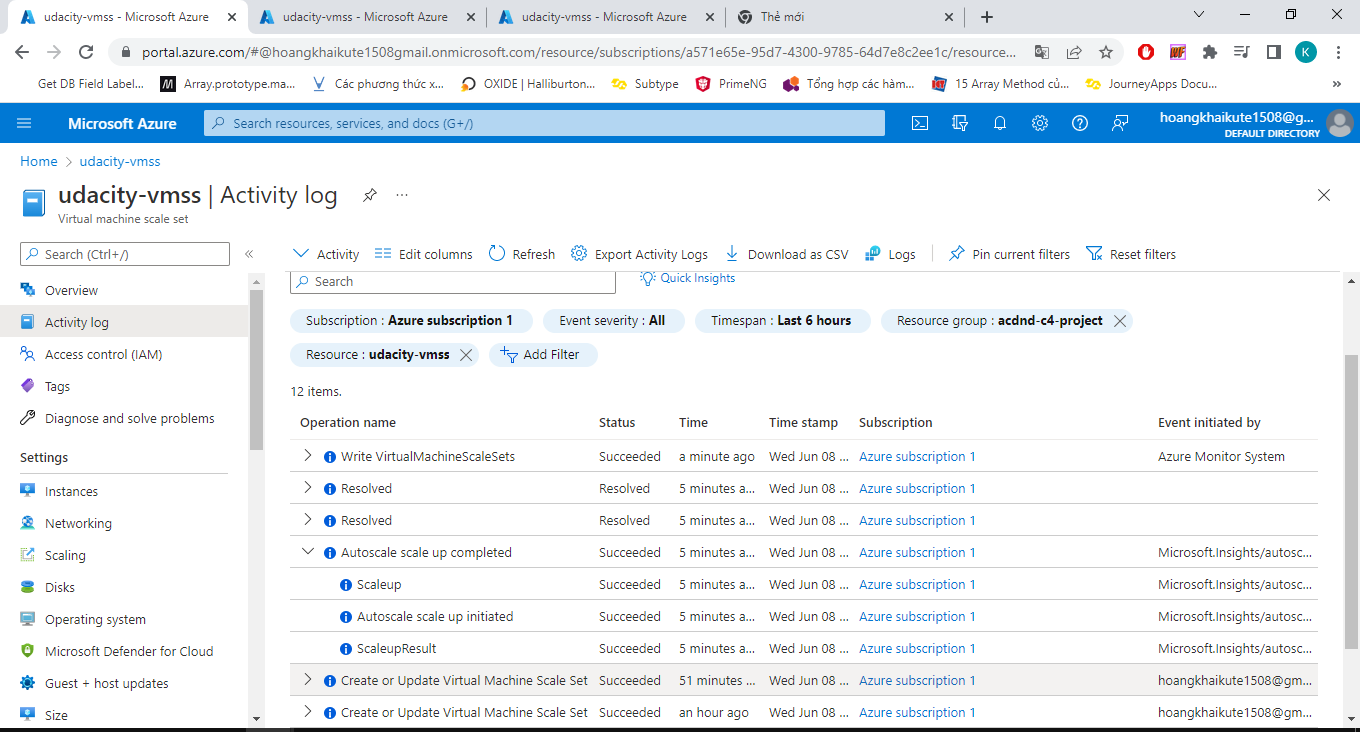 udacity-vmss - Microsoft Azure
udacity-vmss - Microsoft Azure
udacity-vmss - Microsoft Azure
Thẻ mới
portal.azure.com/#@hoangkhaikute1508gmail.onmicrosoft.com/resource/subscriptions/a571e65e-95d7-4300-9785-64d7e8c2ee1c/resource...
K
Get DB Field Label...
Array.prototype.ma...
Các phương thức x...
OXIDE | Halliburton...
Subtype
PrimeNG
Tổng hợp các hàm...
15 Array Method củ...
JourneyApps Docu...
»
Microsoft Azure
Search resources, services, and docs (G+/)
hoangkhaikute1508@g...
DEFAULT DIRECTORY
Home > udacity-vmss
udacity-vmss | Activity log
...
Virtual machine scale set
Search (Ctrl+/)
«
Activity
Edit columns
Refresh
Export Activity Logs
Download as CSV
Logs
Pin current filters
Reset filters
Overview
Activity log
Access control (IAM)
Tags
Diagnose and solve problems
Settings
Instances
Networking
Scaling
Disks
Operating system
Microsoft Defender for Cloud
Guest + host updates
Size
Search
Quick Insights
Subscription : Azure subscription 1
Event severity : All
Timespan : Last 6 hours
Resource group : acdnd-c4-project
Resource : udacity-vmss
Add Filter
12 items.
Operation name Status Time Time stamp Subscription Event initiated by
Write VirtualMachineScaleSets Succeeded a minute ago Wed Jun 08 ... Azure subscription 1 Azure Monitor System
Resolved Resolved 5 minutes a... Wed Jun 08 ... Azure subscription 1
Resolved Resolved 5 minutes a... Wed Jun 08 ... Azure subscription 1
Autoscale scale up completed Succeeded 5 minutes a... Wed Jun 08 ... Azure subscription 1 Microsoft.Insights/autosc...
Scaleup Succeeded 5 minutes a... Wed Jun 08 ... Azure subscription 1 Microsoft.Insights/autosc...
Autoscale scale up initiated Succeeded 5 minutes a... Wed Jun 08 ... Azure subscription 1 Microsoft.Insights/autosc...
ScaleupResult Succeeded 5 minutes a... Wed Jun 08 ... Azure subscription 1 Microsoft.Insights/autosc...
Create or Update Virtual Machine Scale Set Succeeded 51 minutes ... Wed Jun 08 ... Azure subscription 1 hoangkhaikute1508@gm...
Create or Update Virtual Machine Scale Set Succeeded an hour ago Wed Jun 08 ... Azure subscription 1 hoangkhaikute1508@gm...